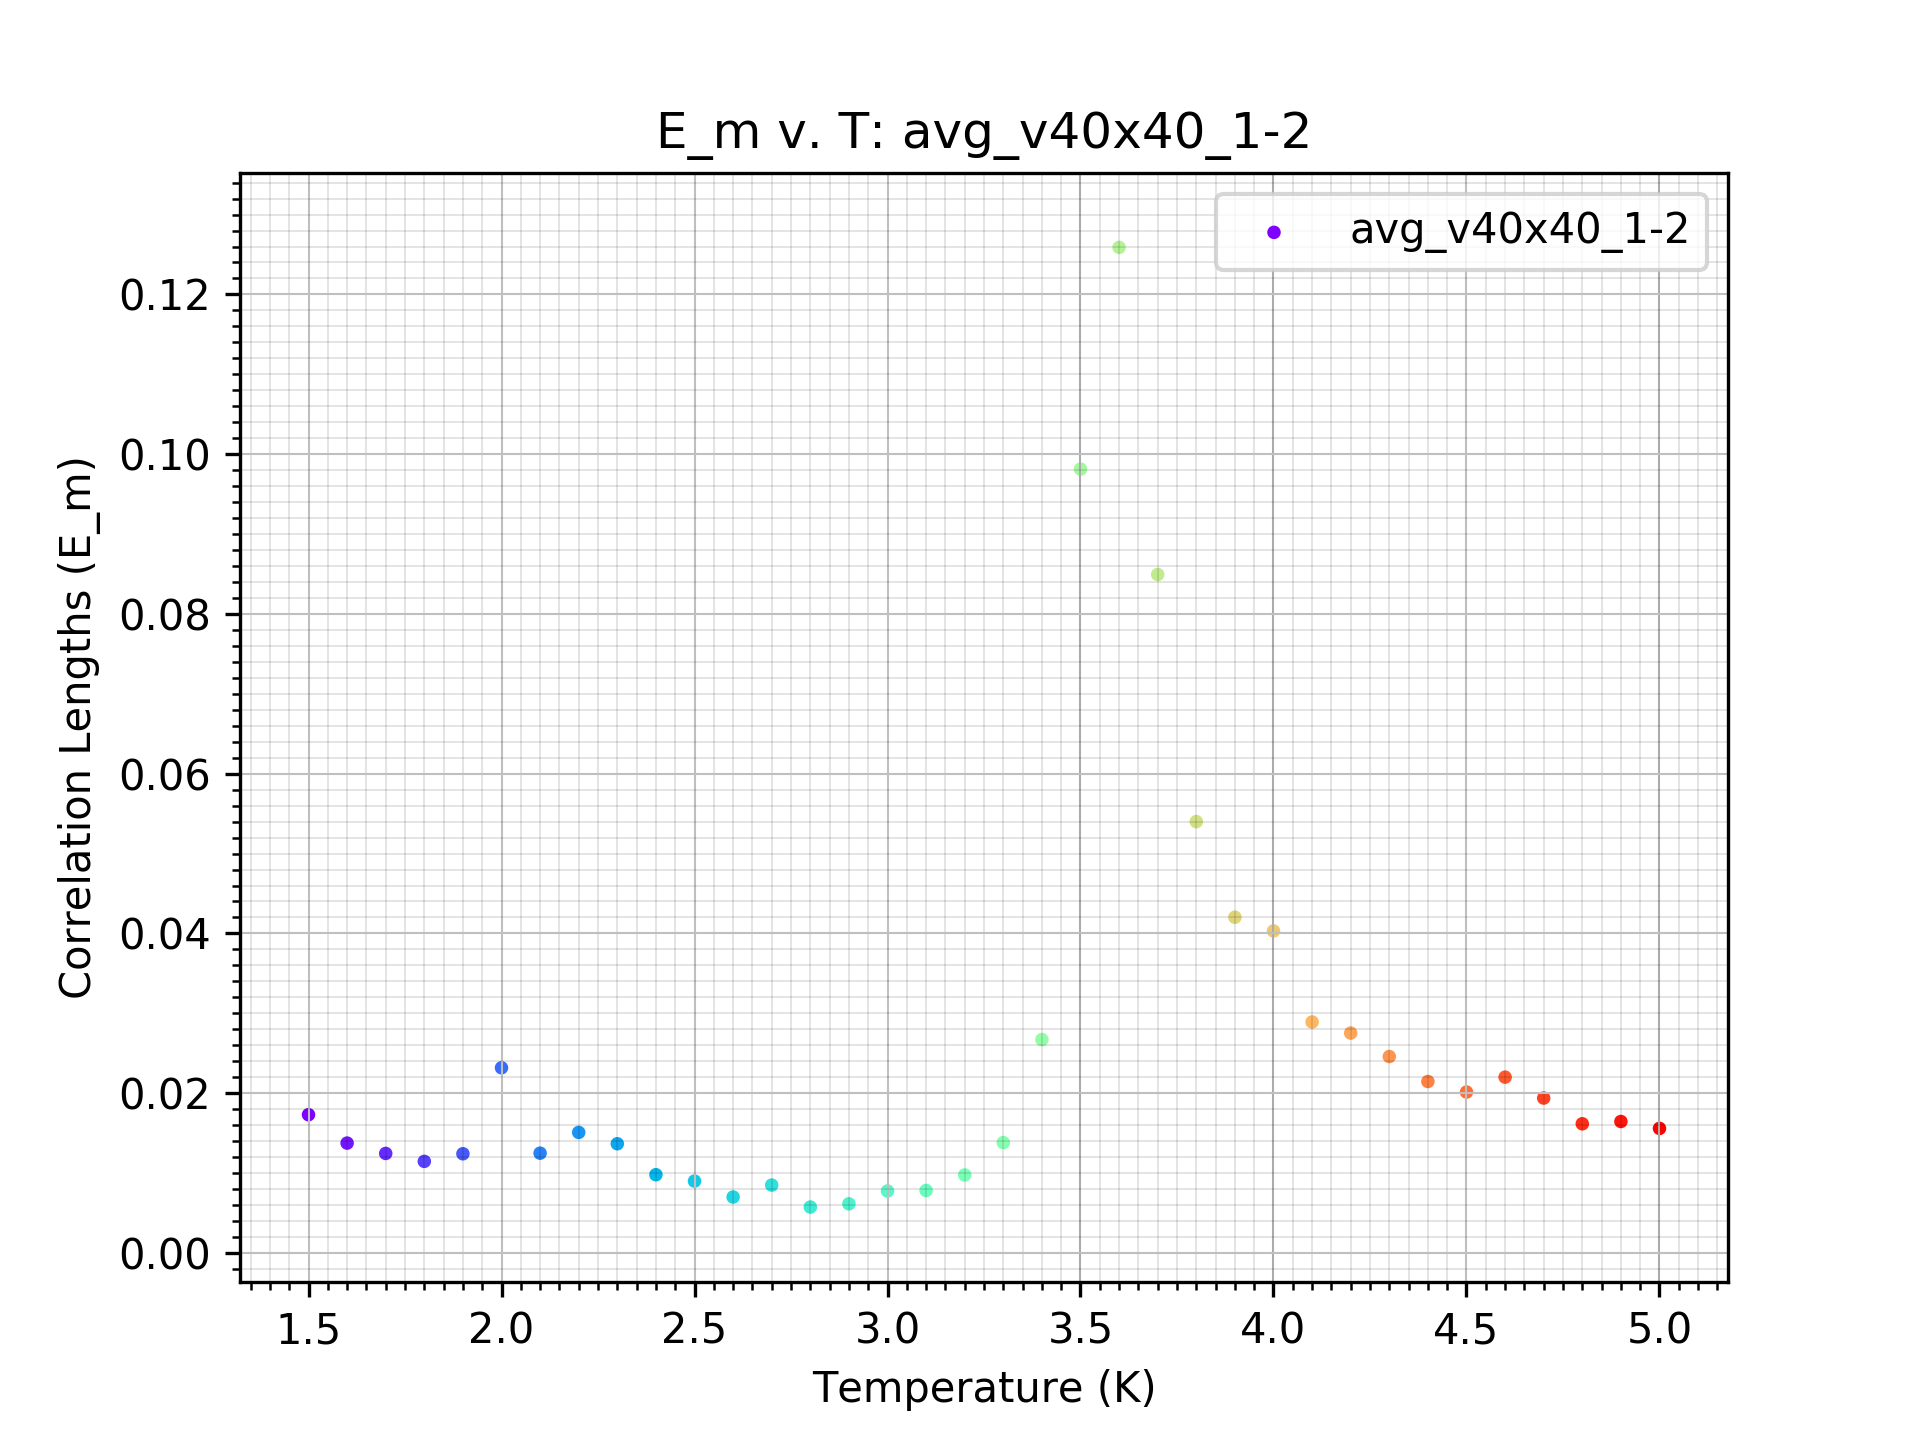 E_m v. T: avg_v40x40_1-2
avg_v40x40_1-2
0.12
0.10
0.08
0.06
0.04
0.02
0.00
Correlation Lengths (E_m)
1.5 2.0 2.5 3.0 3.5 4.0 4.5 5.0
Temperature (K)